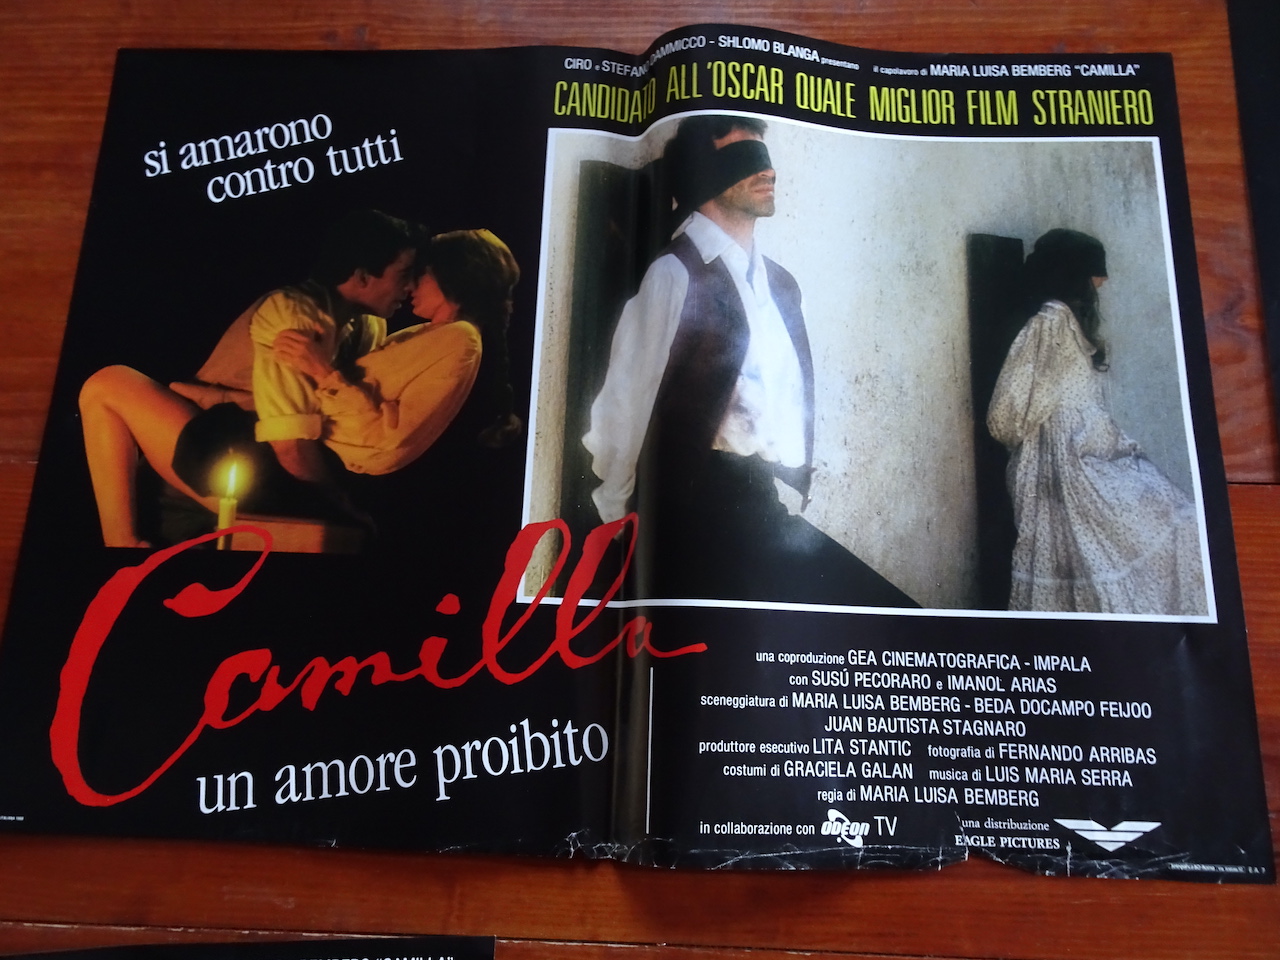 CIRO e STEFANO CAMMICCO - SHLOMO BLANGA presentano il capolavoro di MARIA LUISA BEMBERG "CAMILLA"
CANDIDATO ALL'OSCAR QUALE MIGLIOR FILM STRANIERO
si amarono
contro tutti
Camilla
un amore proibito
una coproduzione GEA CINEMATOGRAFICA - IMPALA
con SUSÚ PECORARO e IMANOL ARIAS
sceneggiatura di MARIA LUISA BEMBERG - BEDA DOCAMPO FEIJOO
JUAN BAUTISTA STAGNARO
produttore esecutivo LITA STANTIC fotografia di FERNANDO ARRIBAS
costumi di GRACIELA GALAN musica di LUIS MARIA SERRA
regia di MARIA LUISA BEMBERG
in collaborazione con ODEON TV
una distribuzione
EAGLE PICTURES
"CAMILLA"